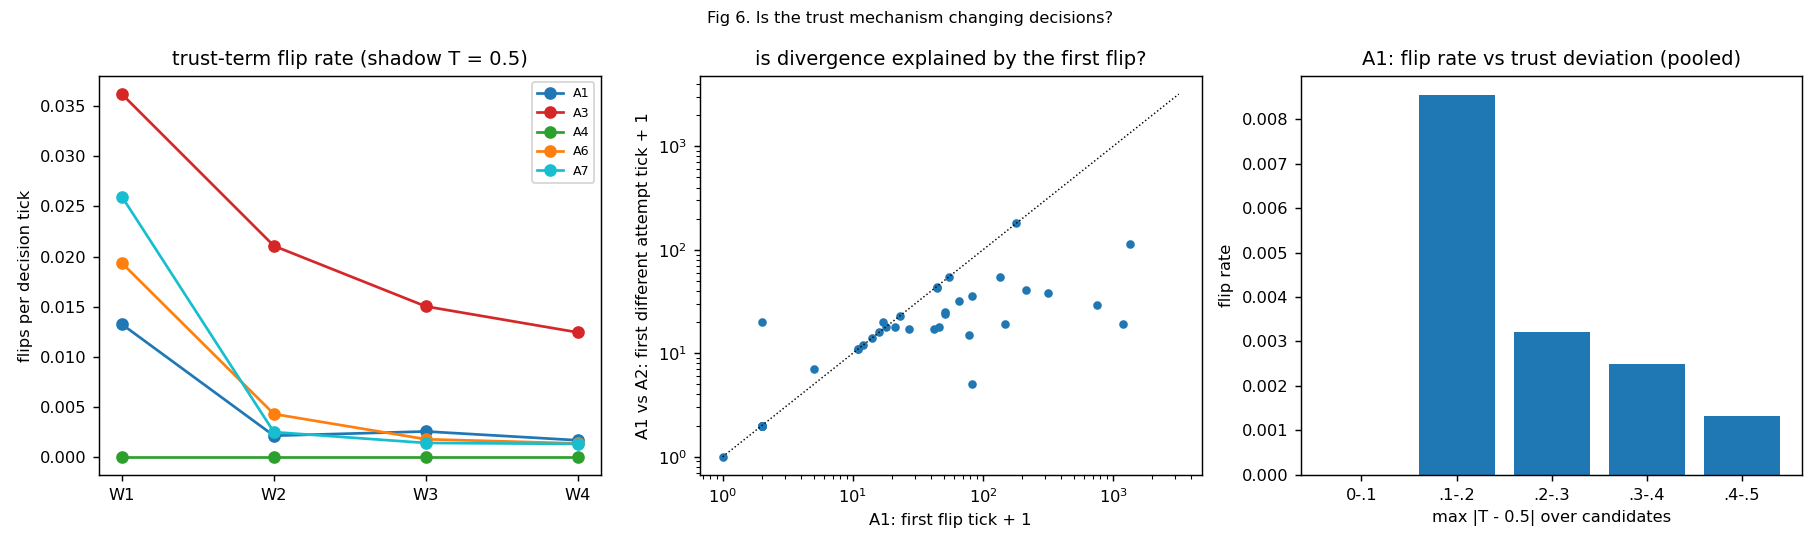 Fig 6. Is the trust mechanism changing decisions?
trust-term flip rate (shadow T = 0.5)
flips per decision tick
0.035
0.030
0.025
0.020
0.015
0.010
0.005
0.000
W1 W2 W3 W4
A1
A3
A4
A6
A7
is divergence explained by the first flip?
A1 vs A2: first different attempt tick + 1
10³
10²
10¹
10⁰
10⁰ 10¹ 10² 10³
A1: first flip tick + 1
A1: flip rate vs trust deviation (pooled)
flip rate
0.008
0.007
0.006
0.005
0.004
0.003
0.002
0.001
0.000
0-.1 .1-.2 .2-.3 .3-.4 .4-.5
max |T - 0.5| over candidates